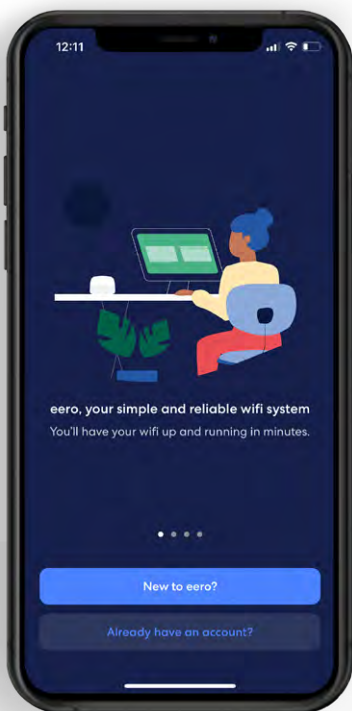 12:11
eero, your simple and reliable wifi system
You'll have your wifi up and running in minutes.
New to eero?
Already have an account?